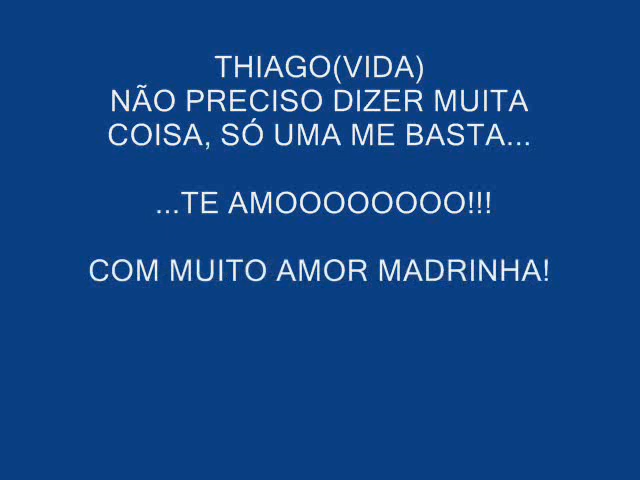 THIAGO(VIDA)
NÃO PRECISO DIZER MUITA
COISA, SÓ UMA ME BASTA...
...TE AMOOOOOOOO!!!
COM MUITO AMOR MADRINHA!